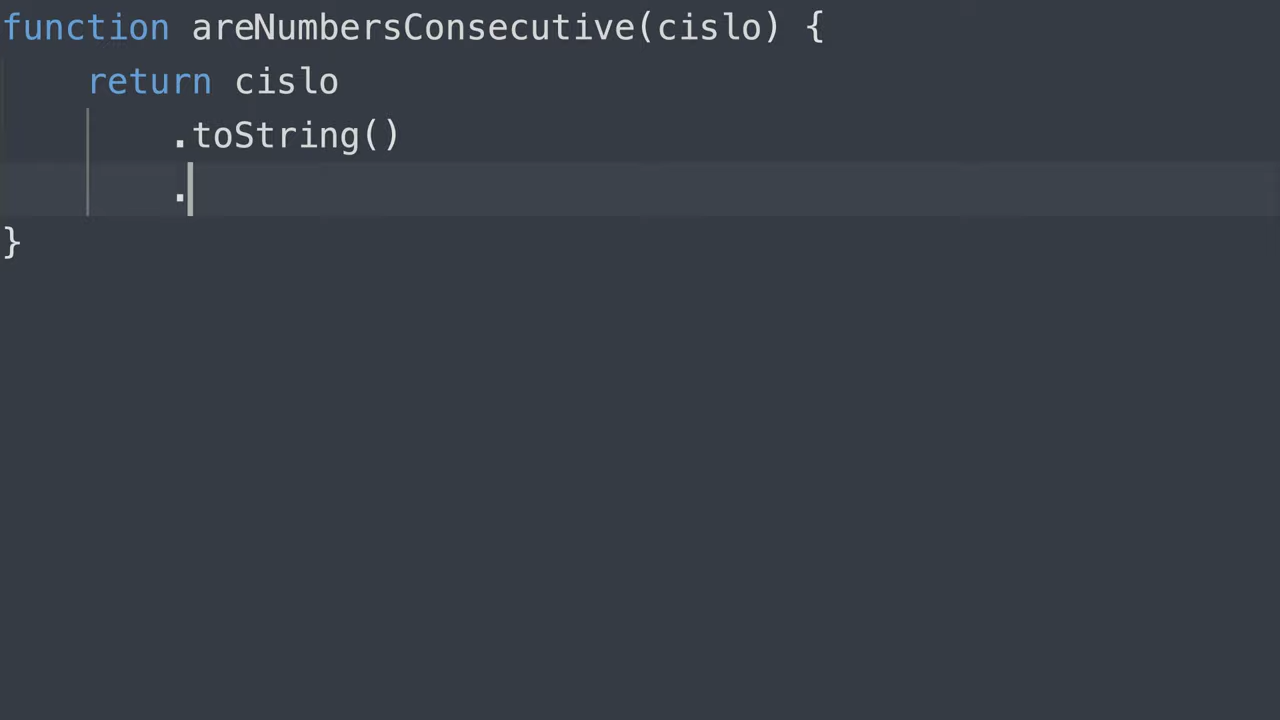 function areNumbersConsecutive(cislo) {
    return cislo
        .toString()
        .
}